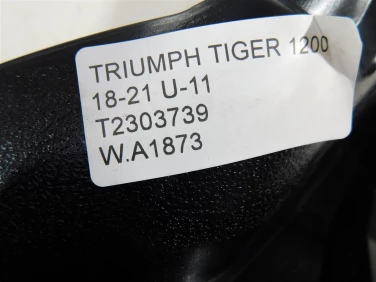 TRIUMPH TIGER 1200
18-21 U-11
T2303739
W.A1873